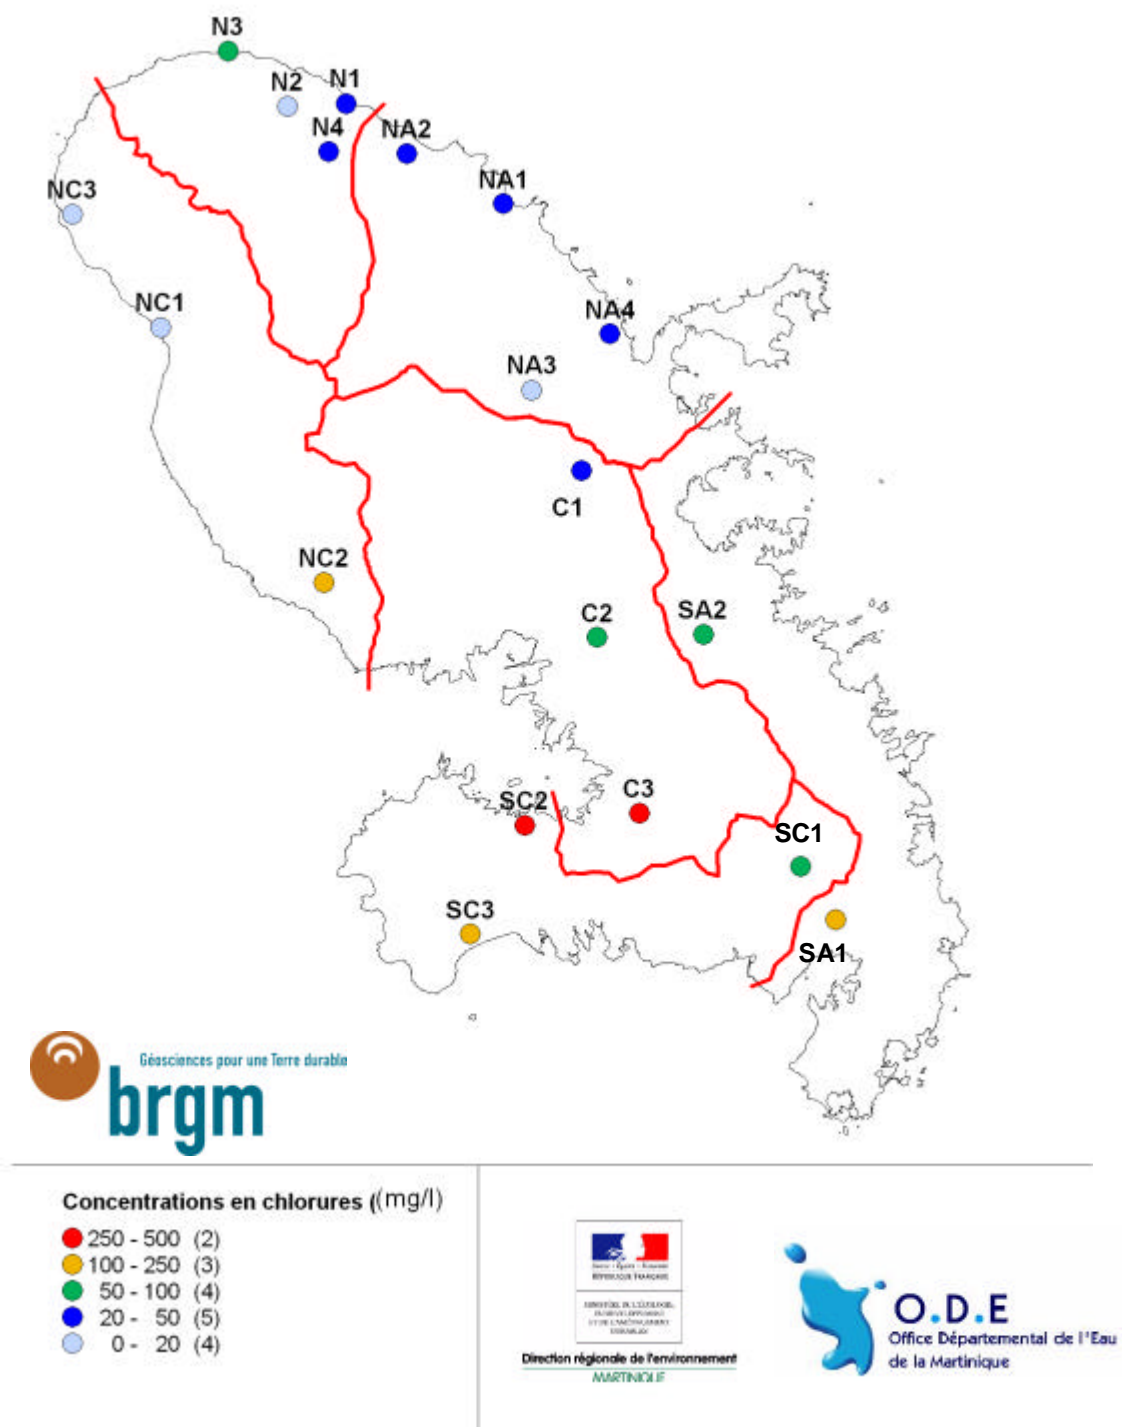 N3
N2
N1
N4
NA2
NC3
NA1
NC1
NA4
NA3
C1
NC2
C2
SA2
SC2
C3
SC1
SC3
SA1
Géosciences pour une Terre durable
brgm
Concentrations en chlorures ((mg/l)
250 - 500 (2)
100 - 250 (3)
50 - 100 (4)
20 - 50 (5)
0 - 20 (4)
RÉPUBLIQUE FRANÇAISE
Direction régionale de l'environnement
MARTINIQUE
O.D.E
Office Départemental de l'Eau
de la Martinique